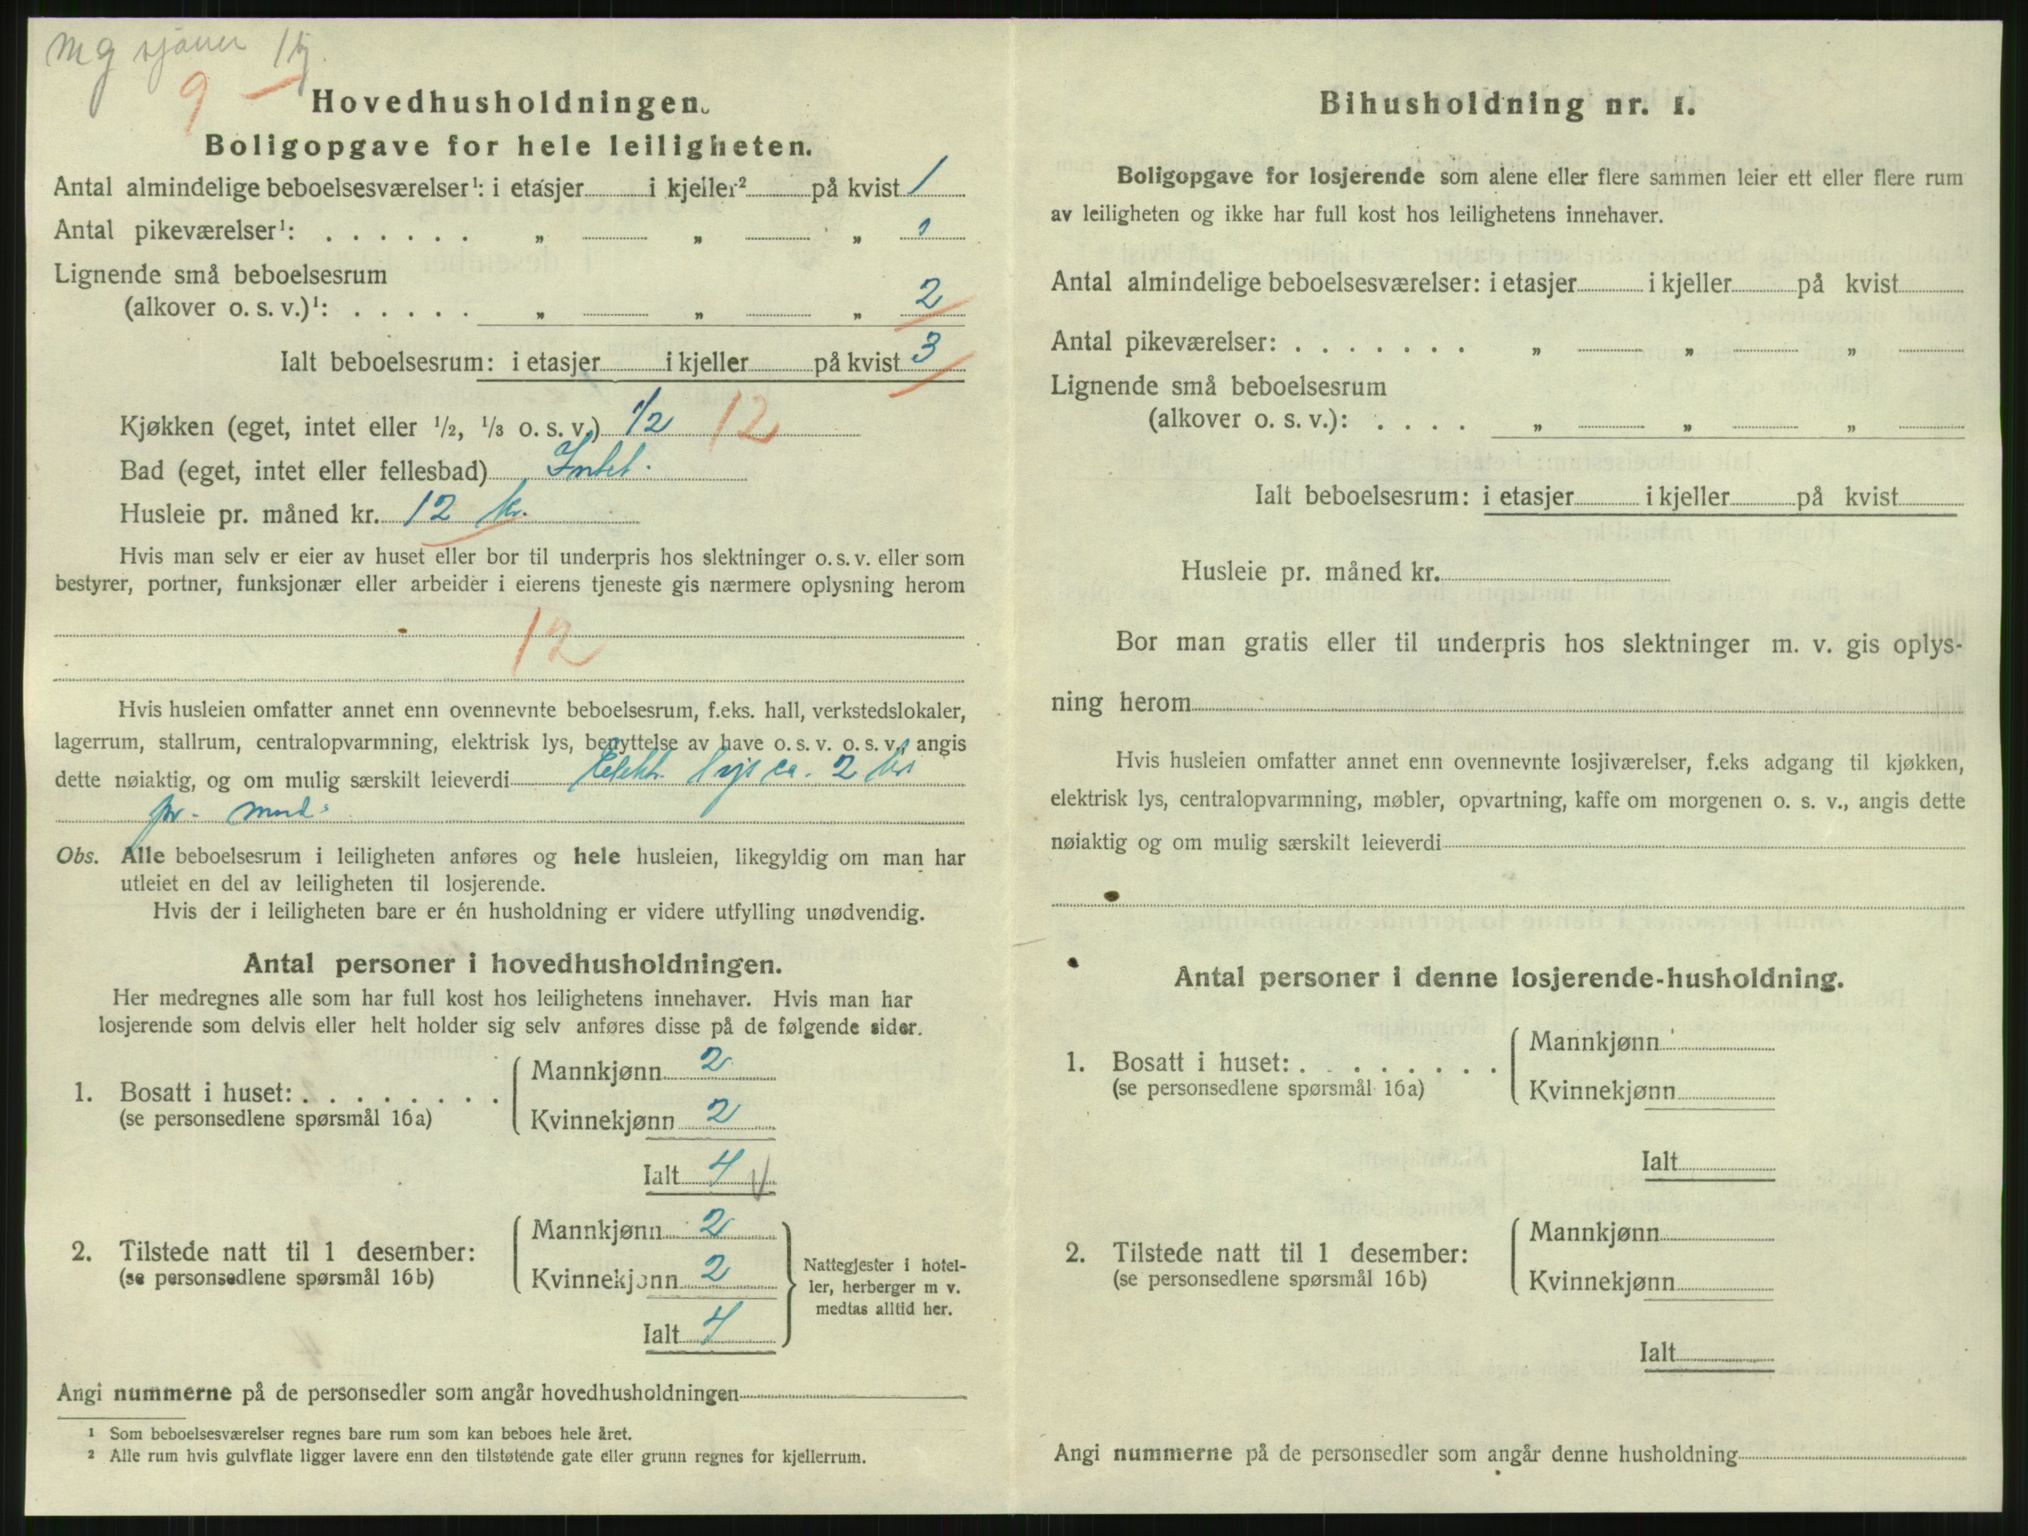 9 —
Hovedhusholdningen.
Boligopgave for hele leiligheten.
Antal almindelige beboelsesværelser¹: i etasjer i kjeller² på kvist 1
Antal pikeværelser¹: . . . . . . „ „ „ 1
Lignende små beboelsesrum
(alkover o. s. v.)¹: . . . . . „ „ „ 2
Ialt beboelsesrum: i etasjer i kjeller på kvist 3
Kjøkken (eget, intet eller 1/2, 1/3 o. s. v.) 1/2 12
Bad (eget, intet eller fellesbad) Intet.
Husleie pr. måned kr. 12 kr.
Hvis man selv er eier av huset eller bor til underpris hos slektninger o. s. v. eller som
bestyrer, portner, funksjonær eller arbeider i eierens tjeneste gis nærmere oplysning herom
12
Hvis husleien omfatter annet enn ovennevnte beboelsesrum, f.eks. hall, verkstedslokaler,
lagerrum, stallrum, centralopvarmning, elektrisk lys, benyttelse av have o. s. v. o. s. v., angis
dette nøiaktig, og om mulig særskilt leieverdi Elektr. lys ca. 2 kr
pr. mnd.
Obs. Alle beboelsesrum i leiligheten anføres og hele husleien, likegyldig om man har
utleiet en del av leiligheten til losjerende.
Hvis der i leiligheten bare er én husholdning er videre utfylling unødvendig.
Antal personer i hovedhusholdningen.
Her medregnes alle som har full kost hos leilighetens innehaver. Hvis man har
losjerende som delvis eller helt holder sig selv anføres disse på de følgende sider.
Mannkjønn 2
1. Bosatt i huset: . . . . . . . .
(se personsedlene spørsmål 16a)
Kvinnekjønn 2
Ialt 4
Mannkjønn 2
2. Tilstede natt til 1 desember:
(se personsedlene spørsmål 16b)
Kvinnekjønn 2
Ialt 4
Nattegjester i hotel-
ler, herberger m v.
medtas alltid her.
Angi nummerne på de personsedler som angår hovedhusholdningen
¹ Som beboelsesværelser regnes bare rum som kan beboes hele året.
² Alle rum hvis gulvflate ligger lavere enn den tilstøtende gate eller grunn regnes for kjellerrum.
Bihusholdning nr. 1.
Boligopgave for losjerende som alene eller flere sammen leier ett eller flere rum
av leiligheten og ikke har full kost hos leilighetens innehaver.
Antal almindelige beboelsesværelser: i etasjer i kjeller på kvist
Antal pikeværelser: . . . . . . . „ „ „
Lignende små beboelsesrum
(alkover o. s. v.): . . . . „ „ „
Ialt beboelsesrum: i etasjer i kjeller på kvist
Husleie pr. måned kr.
Bor man gratis eller til underpris hos slektninger m. v. gis oplys-
ning herom
Hvis husleien omfatter annet enn ovennevnte losjiværelser, f.eks adgang til kjøkken,
elektrisk lys, centralopvarmning, møbler, opvartning, kaffe om morgenen o. s. v., angis dette
nøiaktig og om mulig særskilt leieverdi
Antal personer i denne losjerende-husholdning.
Mannkjønn
1. Bosatt i huset: . . . . . . . .
(se personsedlene spørsmål 16a)
Kvinnekjønn
Ialt
Mannkjønn
2. Tilstede natt til 1 desember:
(se personsedlene spørsmål 16b)
Kvinnekjønn
Ialt
Angi nummerne på de personsedler som angår denne husholdning